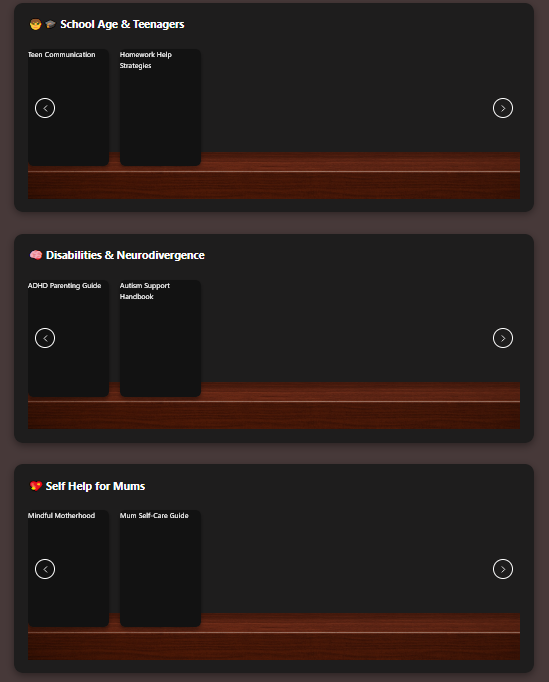 🧒🎓 School Age & Teenagers
Teen Communication
Homework Help
Strategies
🧠 Disabilities & Neurodivergence
ADHD Parenting Guide
Autism Support
Handbook
💖 Self Help for Mums
Mindful Motherhood
Mum Self-Care Guide